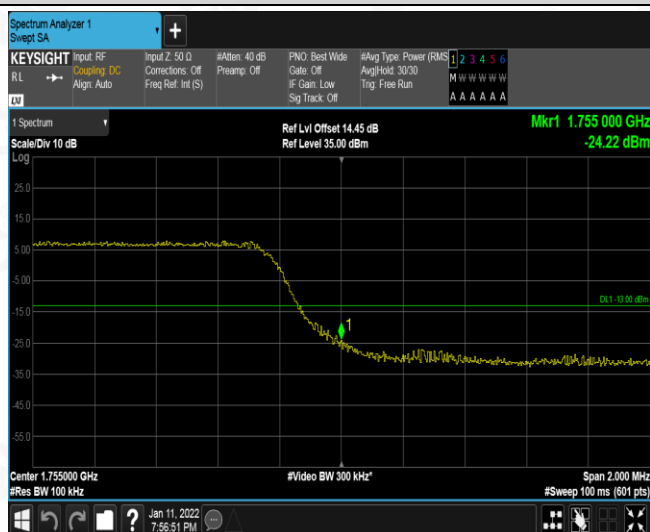 Spectrum Analyzer 1
Swept SA
+
KEYSIGHT
RL
Input: RF
Coupling: DC
Align: Auto
Input Z: 50 Ω
Corrections: Off
Freq Ref: Int (S)
#Atten: 40 dB
Preamp: Off
PNO: Best Wide
Gate: Off
IF Gain: Low
Sig Track: Off
#Avg Type: Power (RMS
Avg|Hold: 30/30
Trig: Free Run
1 2 3 4 5 6
M W W W W W
A A A A A A
LXI
1 Spectrum
Scale/Div 10 dB
Ref Lvl Offset 14.45 dB
Ref Level 35.00 dBm
Mkr1 1.755 000 GHz
-24.22 dBm
Log
25.0
15.0
5.00
-5.00
-15.0
-25.0
-35.0
-45.0
-55.0
DL1 -13.00 dBm
1
Center 1.755000 GHz
#Res BW 100 kHz
#Video BW 300 kHz*
Span 2.000 MHz
#Sweep 100 ms (601 pts)
?
Jan 11, 2022
7:56:51 PM